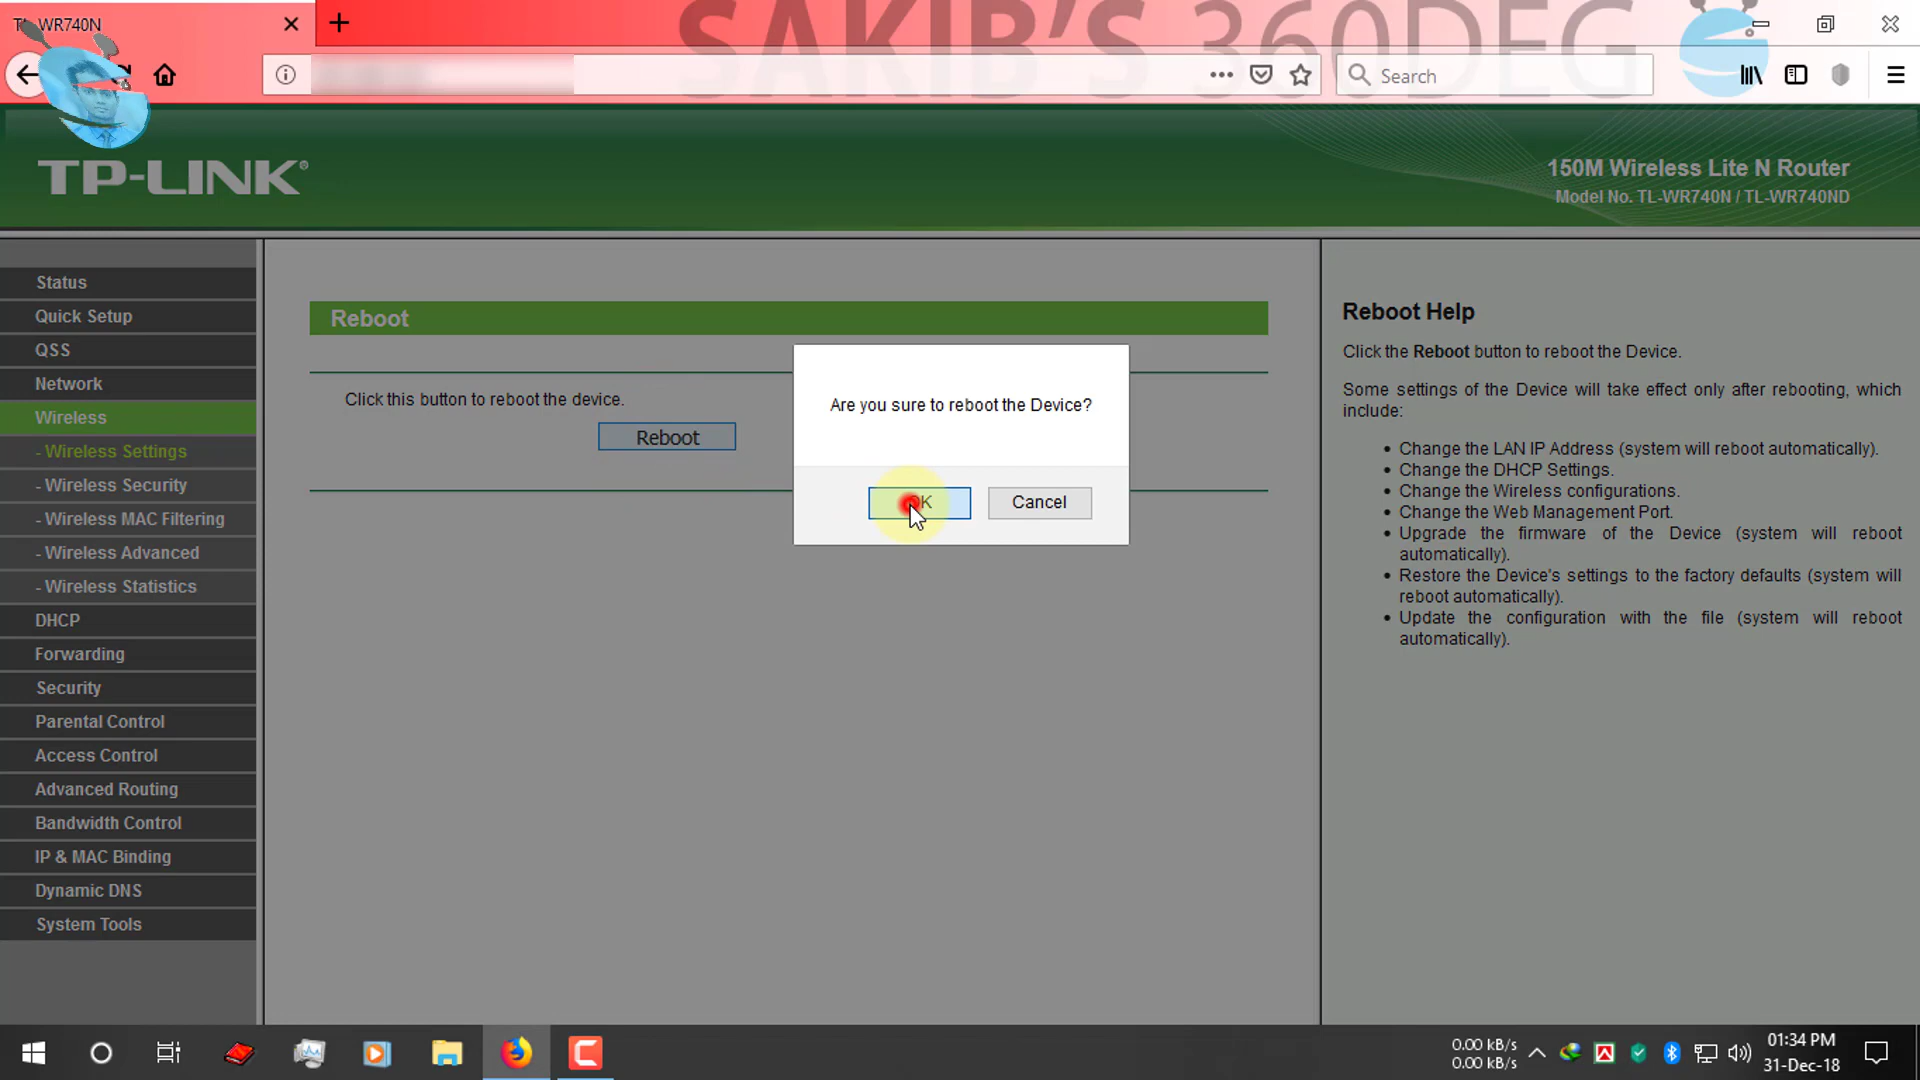 TL-WR740N
SAKIB'S 360DEG
Search
TP-LINK®
150M Wireless Lite N Router
Model No. TL-WR740N / TL-WR740ND
Status
Quick Setup
QSS
Network
Wireless
- Wireless Settings
- Wireless Security
- Wireless MAC Filtering
- Wireless Advanced
- Wireless Statistics
DHCP
Forwarding
Security
Parental Control
Access Control
Advanced Routing
Bandwidth Control
IP & MAC Binding
Dynamic DNS
System Tools
Reboot
Click this button to reboot the device.
Reboot
Are you sure to reboot the Device?
OK
Cancel
Reboot Help
Click the Reboot button to reboot the Device.
Some settings of the Device will take effect only after rebooting, which
include:
• Change the LAN IP Address (system will reboot automatically).
• Change the DHCP Settings.
• Change the Wireless configurations.
• Change the Web Management Port.
• Upgrade the firmware of the Device (system will reboot
automatically).
• Restore the Device's settings to the factory defaults (system will
reboot automatically).
• Update the configuration with the file (system will reboot
automatically).
0.00 kB/s
0.00 kB/s
01:34 PM
31-Dec-18